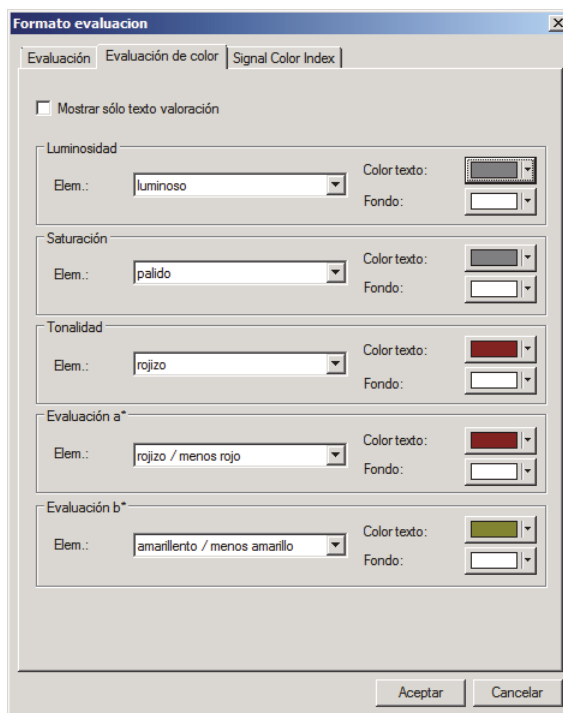 Formato evaluacion
Evaluación Evaluación de color Signal Color Index
Mostrar sólo texto valoración
Luminosidad
Elem.: luminoso Color texto:
Fondo:
Saturación
Elem.: palido Color texto:
Fondo:
Tonalidad
Elem.: rojizo Color texto:
Fondo:
Evaluación a*
Elem.: rojizo / menos rojo Color texto:
Fondo:
Evaluación b*
Elem.: amarillento / menos amarillo Color texto:
Fondo:
Aceptar Cancelar